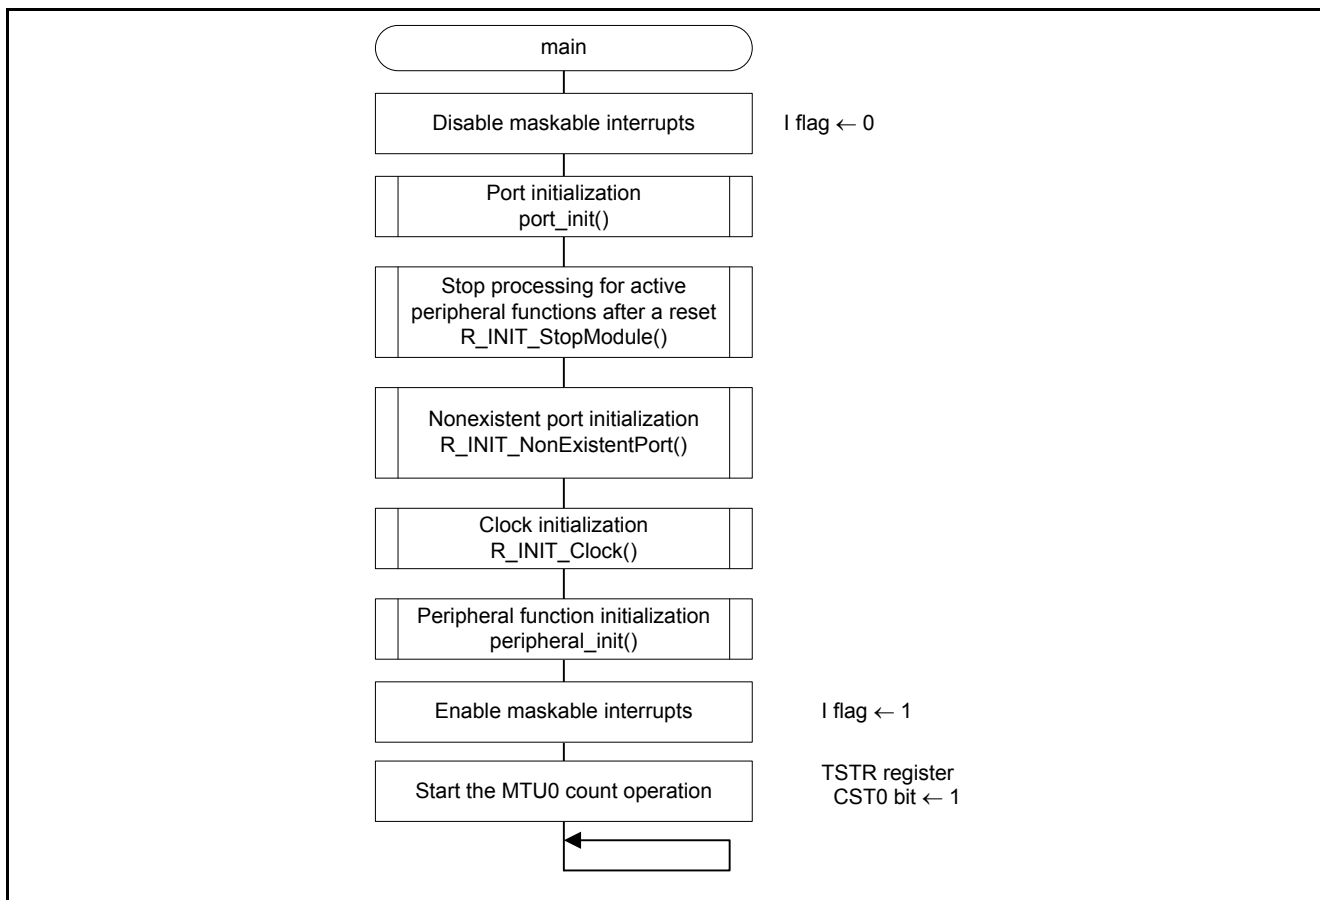 main
Disable maskable interrupts
I flag ← 0
Port initialization
port_init()
Stop processing for active
peripheral functions after a reset
R_INIT_StopModule()
Nonexistent port initialization
R_INIT_NonExistentPort()
Clock initialization
R_INIT_Clock()
Peripheral function initialization
peripheral_init()
Enable maskable interrupts
I flag ← 1
Start the MTU0 count operation
TSTR register
CST0 bit ← 1